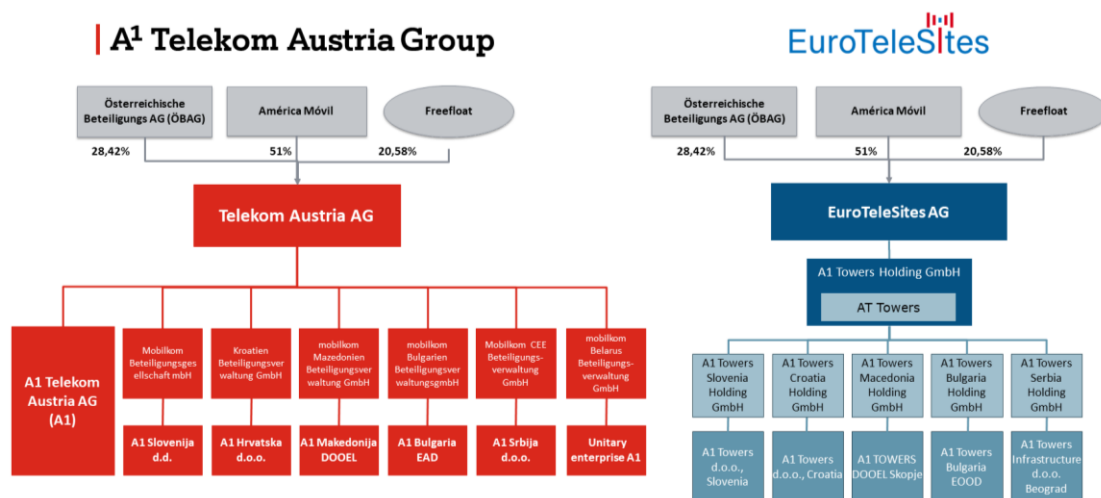 A¹ Telekom Austria Group
Österreichische
Beteiligungs AG (ÖBAG)
América Móvil
Freefloat
28,42%
51%
20,58%
Telekom Austria AG
A1 Telekom
Austria AG
(A1)
Mobilkom
Beteiligungsges
ellschaft mbH
Kroatien
Beteiligungsver
waltung GmbH
mobilkom
Mazedonien
Beteiligungsver
waltung GmbH
mobilkom
Bulgarien
Beteiligungsver
waltungsgmbH
Mobilkom CEE
Beteiligungs-
verwaltung
GmbH
mobilkom
Belarus
Beteiligungs-
verwaltung
GmbH
A1 Slovenija
d.d.
A1 Hrvatska
d.o.o.
A1 Makedonija
DOOEL
A1 Bulgaria
EAD
A1 Srbija
d.o.o.
Unitary
enterprise A1
EuroTeleSites
Österreichische
Beteiligungs AG (ÖBAG)
América Móvil
Freefloat
28,42%
51%
20,58%
EuroTeleSites AG
A1 Towers Holding GmbH
AT Towers
A1 Towers
Slovenia
Holding
GmbH
A1 Towers
Croatia
Holding
GmbH
A1 Towers
Macedonia
Holding
GmbH
A1 Towers
Bulgaria
Holding
GmbH
A1 Towers
Serbia
Holding
GmbH
A1 Towers
d.o.o.,
Slovenia
A1 Towers
d.o.o., Croatia
A1 TOWERS
DOOEL Skopje
A1 Towers
Bulgaria
EOOD
A1 Towers
Infrastructure
d.o.o.
Beograd